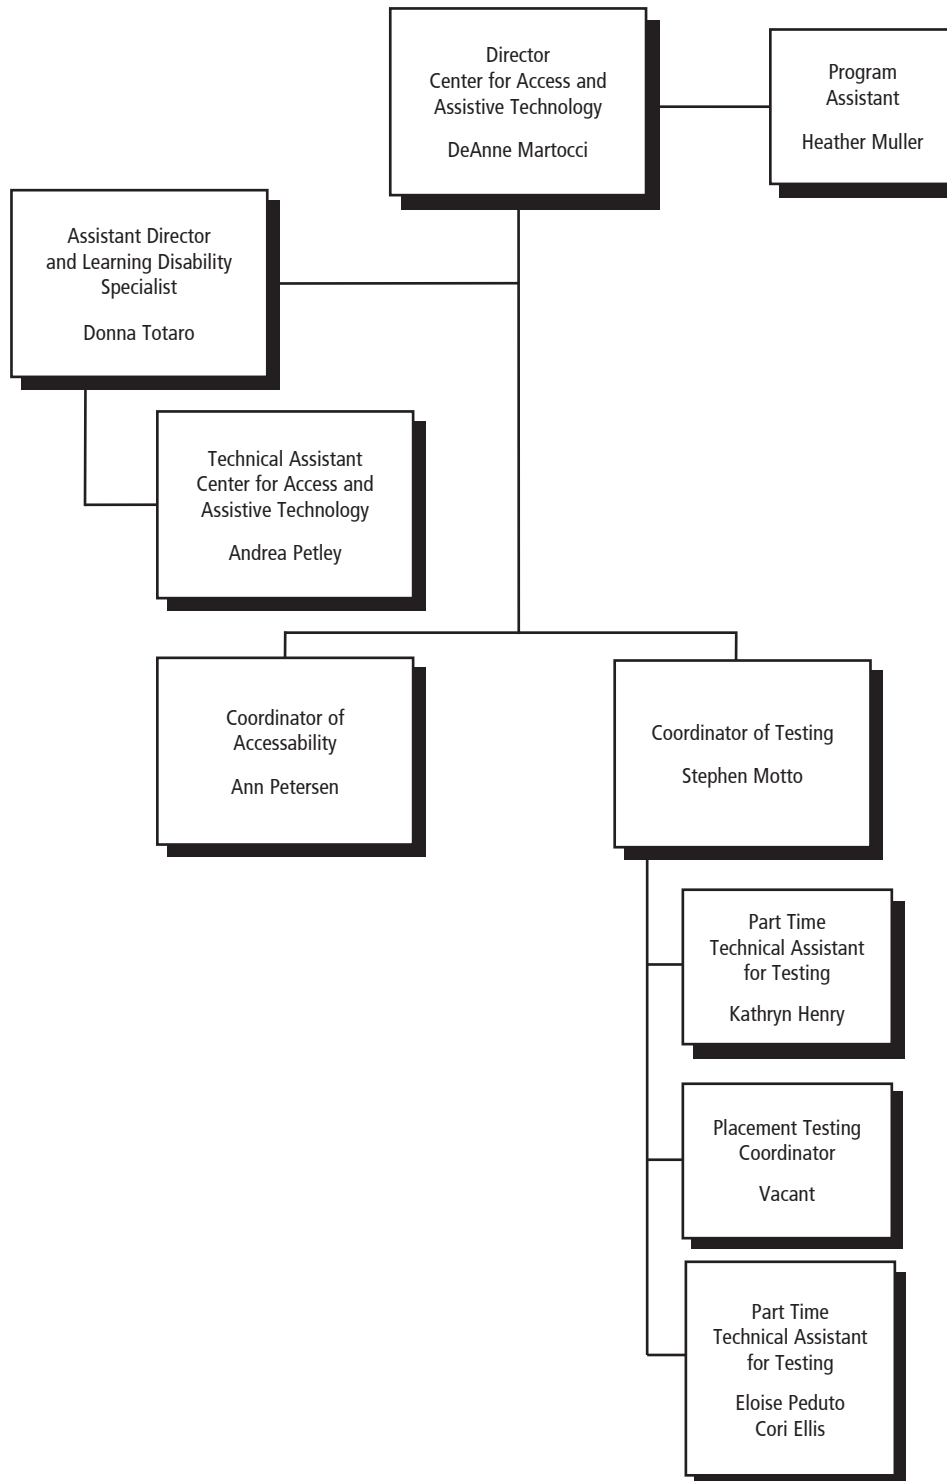 Director
Center for Access and
Assistive Technology
DeAnne Martocci
Program
Assistant
Heather Muller
Assistant Director
and Learning Disability
Specialist
Donna Totaro
Technical Assistant
Center for Access and
Assistive Technology
Andrea Petley
Coordinator of
Accessability
Ann Petersen
Coordinator of Testing
Stephen Motto
Part Time
Technical Assistant
for Testing
Kathryn Henry
Placement Testing
Coordinator
Vacant
Part Time
Technical Assistant
for Testing
Eloise Peduto
Cori Ellis